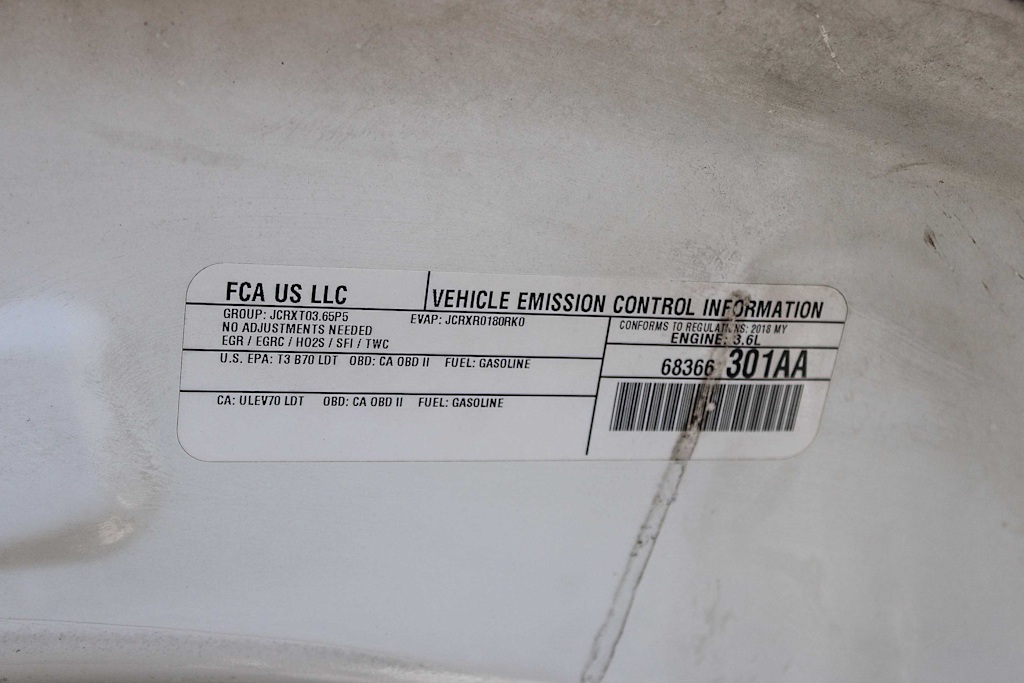 FCA US LLC
VEHICLE EMISSION CONTROL INFORMATION
GROUP: JCRXT03.65P5 EVAP: JCRXR0180RK0
NO ADJUSTMENTS NEEDED
EGR / EGRC / HO2S / SFI / TWC
CONFORMS TO REGULATIONS: 2018 MY
ENGINE: 3.6L
U.S. EPA: T3 B70 LDT OBD: CA OBD II FUEL: GASOLINE
68366 301AA
CA: ULEV70 LDT OBD: CA OBD II FUEL: GASOLINE